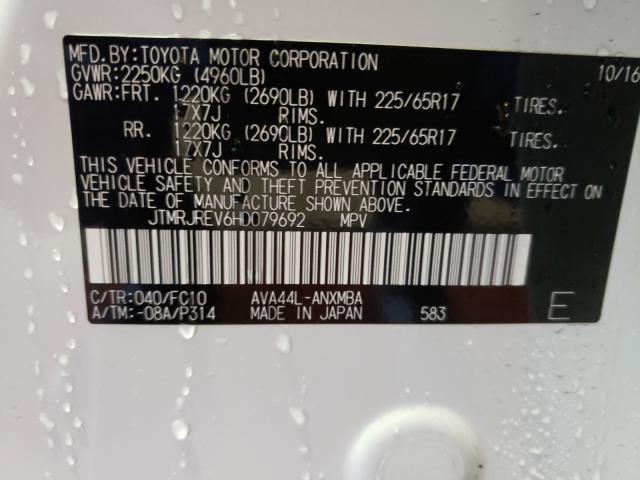 MFD. BY: TOYOTA MOTOR CORPORATION 10/16
GVWR: 2250KG (4960LB)
GAWR: FRT. 1220KG (2690LB) WITH 225/65R17 TIRES.
17X7J RIMS.
RR. 1220KG (2690LB) WITH 225/65R17 TIRES.
17X7J RIMS.
THIS VEHICLE CONFORMS TO ALL APPLICABLE FEDERAL MOTOR
VEHICLE SAFETY AND THEFT PREVENTION STANDARDS IN EFFECT ON
THE DATE OF MANUFACTURE SHOWN ABOVE.
JTMRJREV6HD079692 MPV
C/TR: 040/FC10 AVA44L-ANXMBA
A/TM: -08A/P314 MADE IN JAPAN 583 E